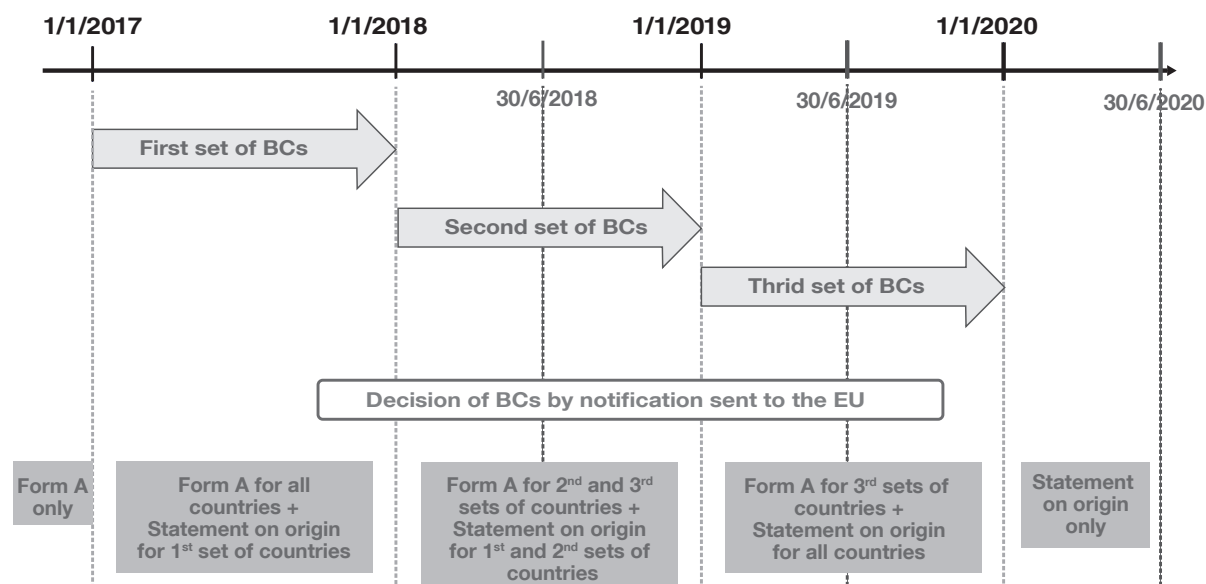 1/1/2017
1/1/2018
1/1/2019
1/1/2020
30/6/2018
30/6/2019
30/6/2020
First set of BCs
Second set of BCs
Thrid set of BCs
Decision of BCs by notification sent to the EU
Form A
only
Form A for all
countries +
Statement on origin
for 1st set of countries
Form A for 2nd and 3rd
sets of countries +
Statement on origin
for 1st and 2nd sets of
countries
Form A for 3rd sets of
countries +
Statement on origin
for all countries
Statement
on origin
only